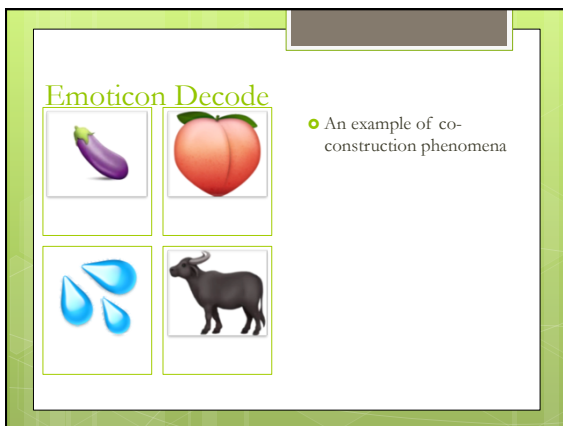 Emoticon Decode
An example of co-
construction phenomena